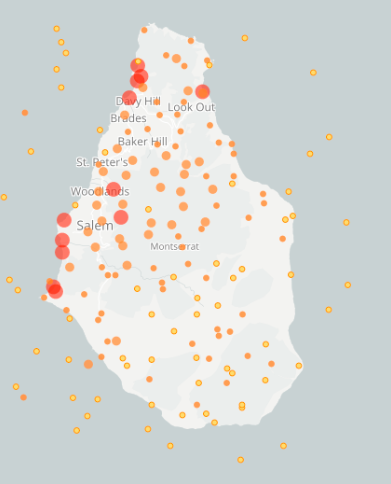 Davy Hill
Look Out
Brades
Baker Hill
St. Peter's
Woodlands
Salem
Montserrat